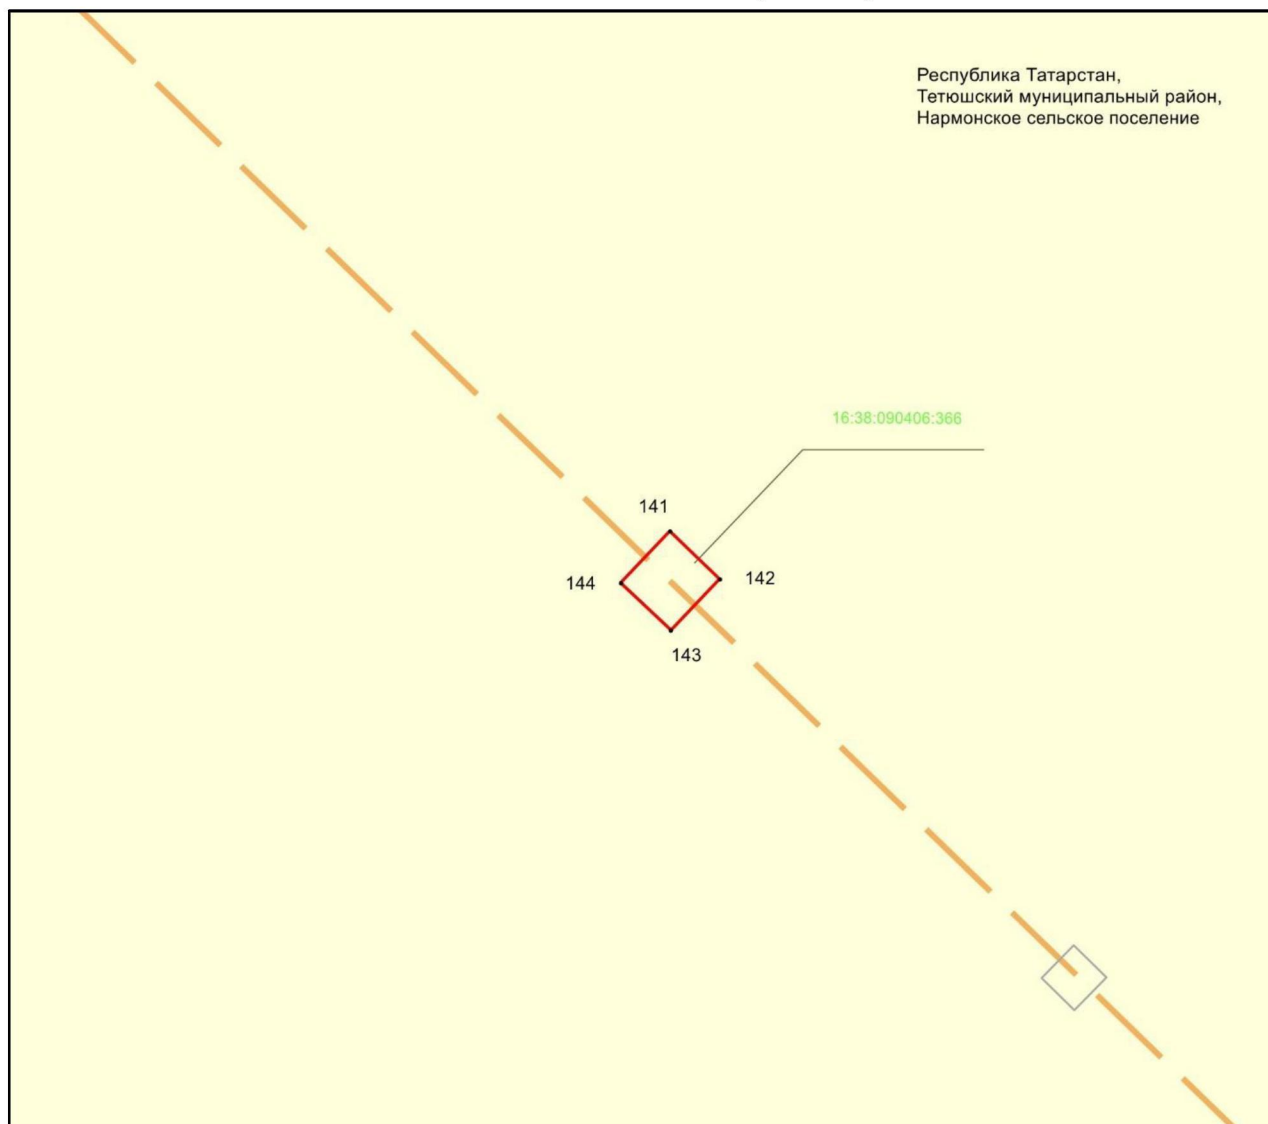 Республика Татарстан,
Тетюшский муниципальный район,
Нармонское сельское поселение
16:38:090406:366
141
142
144
143